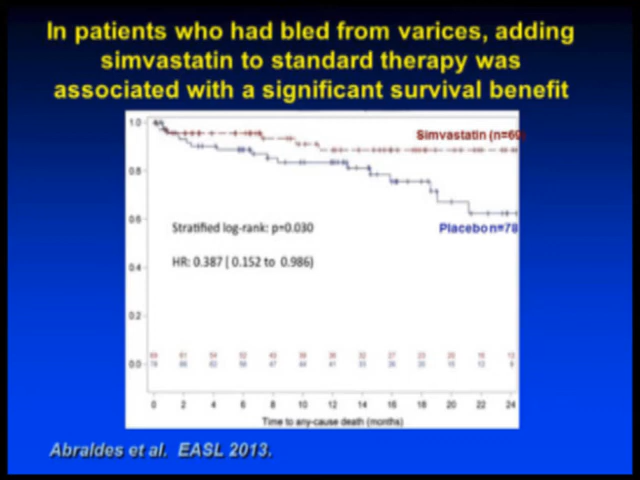 In patients who had bled from varices, adding
simvastatin to standard therapy was
associated with a significant survival benefit
1.0
Simvastatin (n=69
0.8
0.6
Stratified log-rank: p=0.030
Placebo n=78
HR: 0.387 [ 0.152 to 0.986)
0.4
0.2
0.0
0 2 4 6 8 10 12 14 16 18 20 22 24
Time to any-cause death (months)
Abraldes et al. EASL 2013.